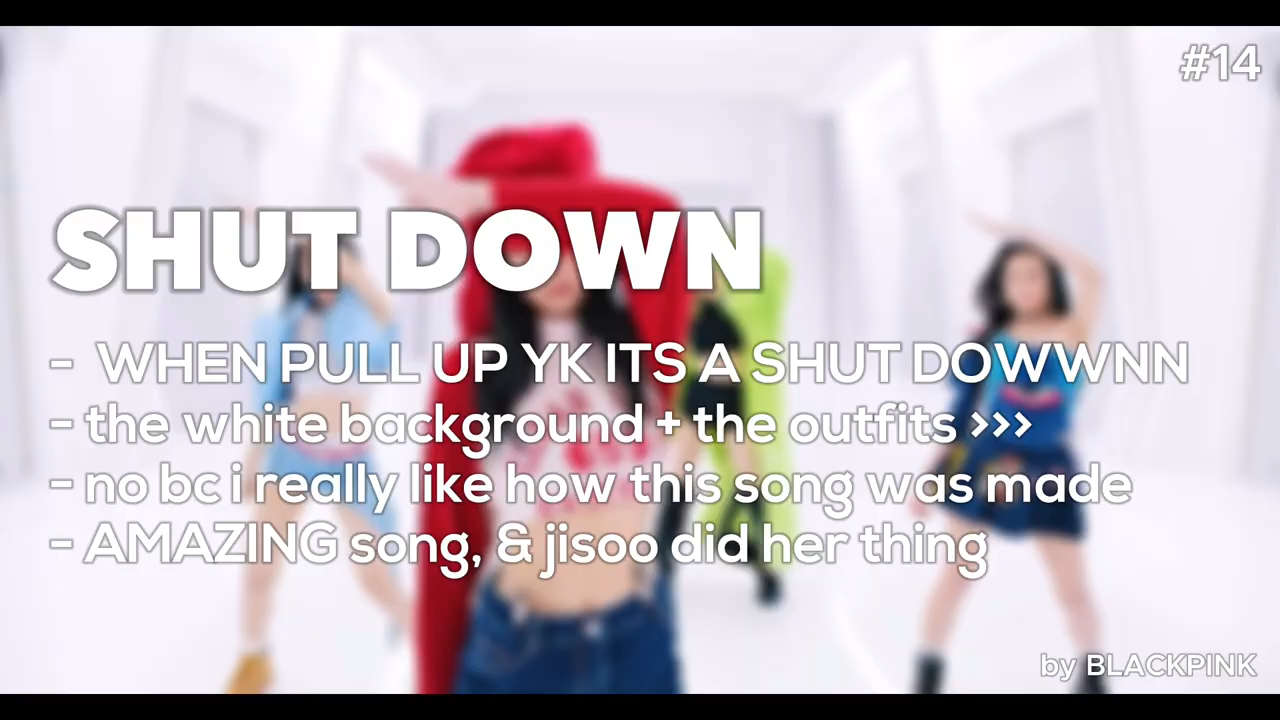 #14
SHUT DOWN
- WHEN PULL UP YK ITS A SHUT DOWWNN
- the white background + the outfits >>>
- no bc i really like how this song was made
- AMAZING song, & jisoo did her thing
by BLACKPINK